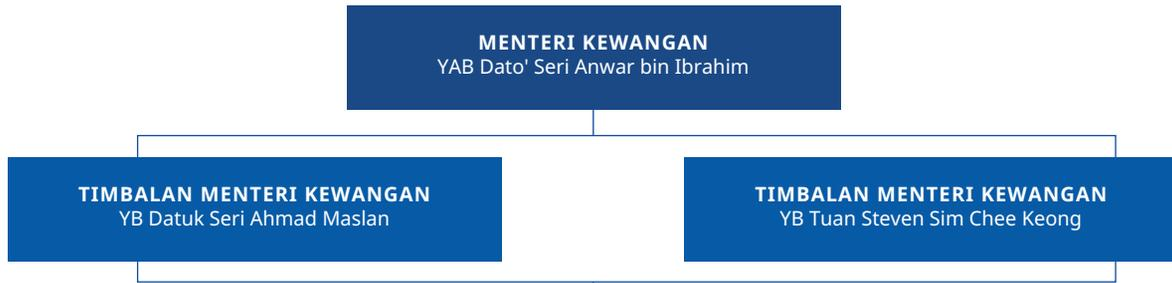 MENTERI KEWANGAN
YAB Dato' Seri Anwar bin Ibrahim
TIMBALAN MENTERI KEWANGAN
YB Datuk Seri Ahmad Maslan
TIMBALAN MENTERI KEWANGAN
YB Tuan Steven Sim Chee Keong